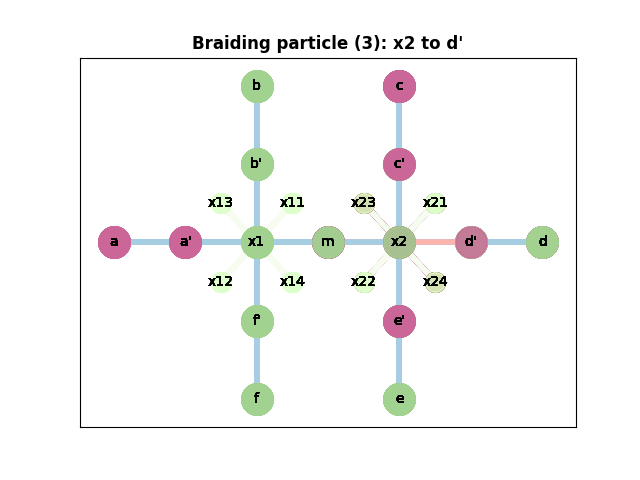 Braiding particle (3): x2 to d'
b
c
b'
c'
x13
x11
x23
x21
a
a'
x1
m
x2
d'
d
x12
x14
x22
x24
f'
e'
f
e